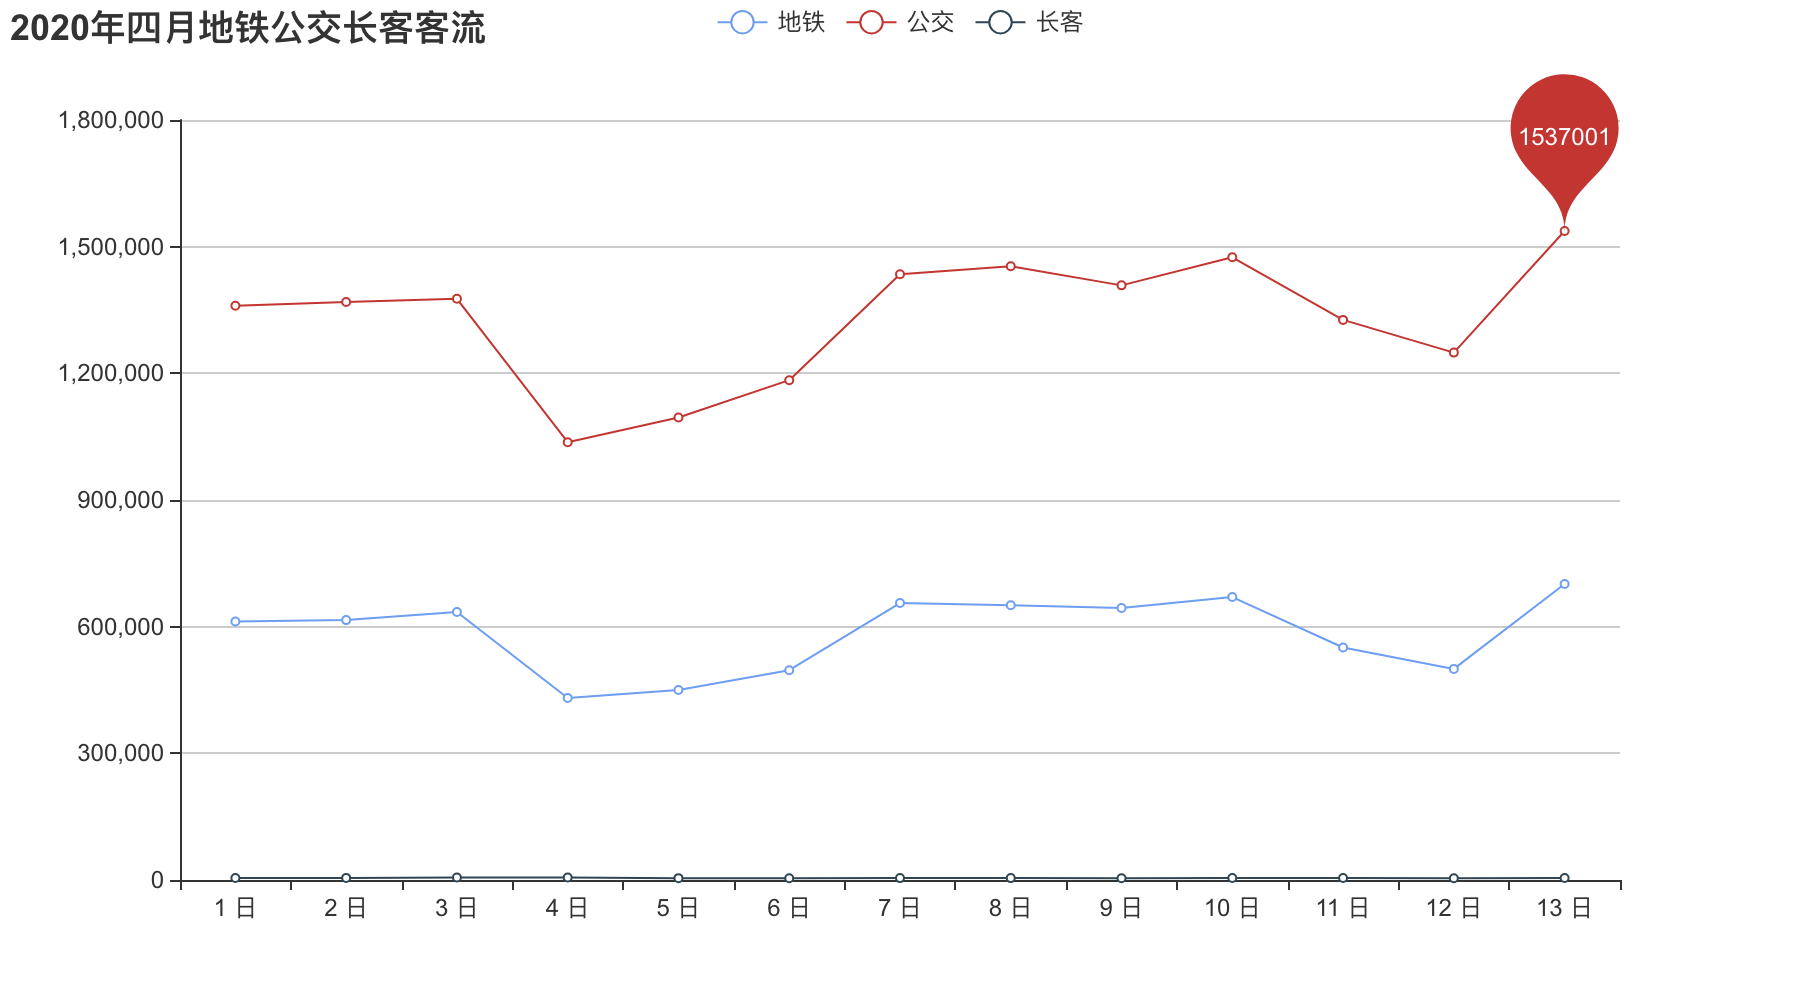 2020年四月地铁公交长客客流
地铁 公交 长客
1537001
1,800,000
1,500,000
1,200,000
900,000
600,000
300,000
0
1 日 2 日 3 日 4 日 5 日 6 日 7 日 8 日 9 日 10 日 11 日 12 日 13 日